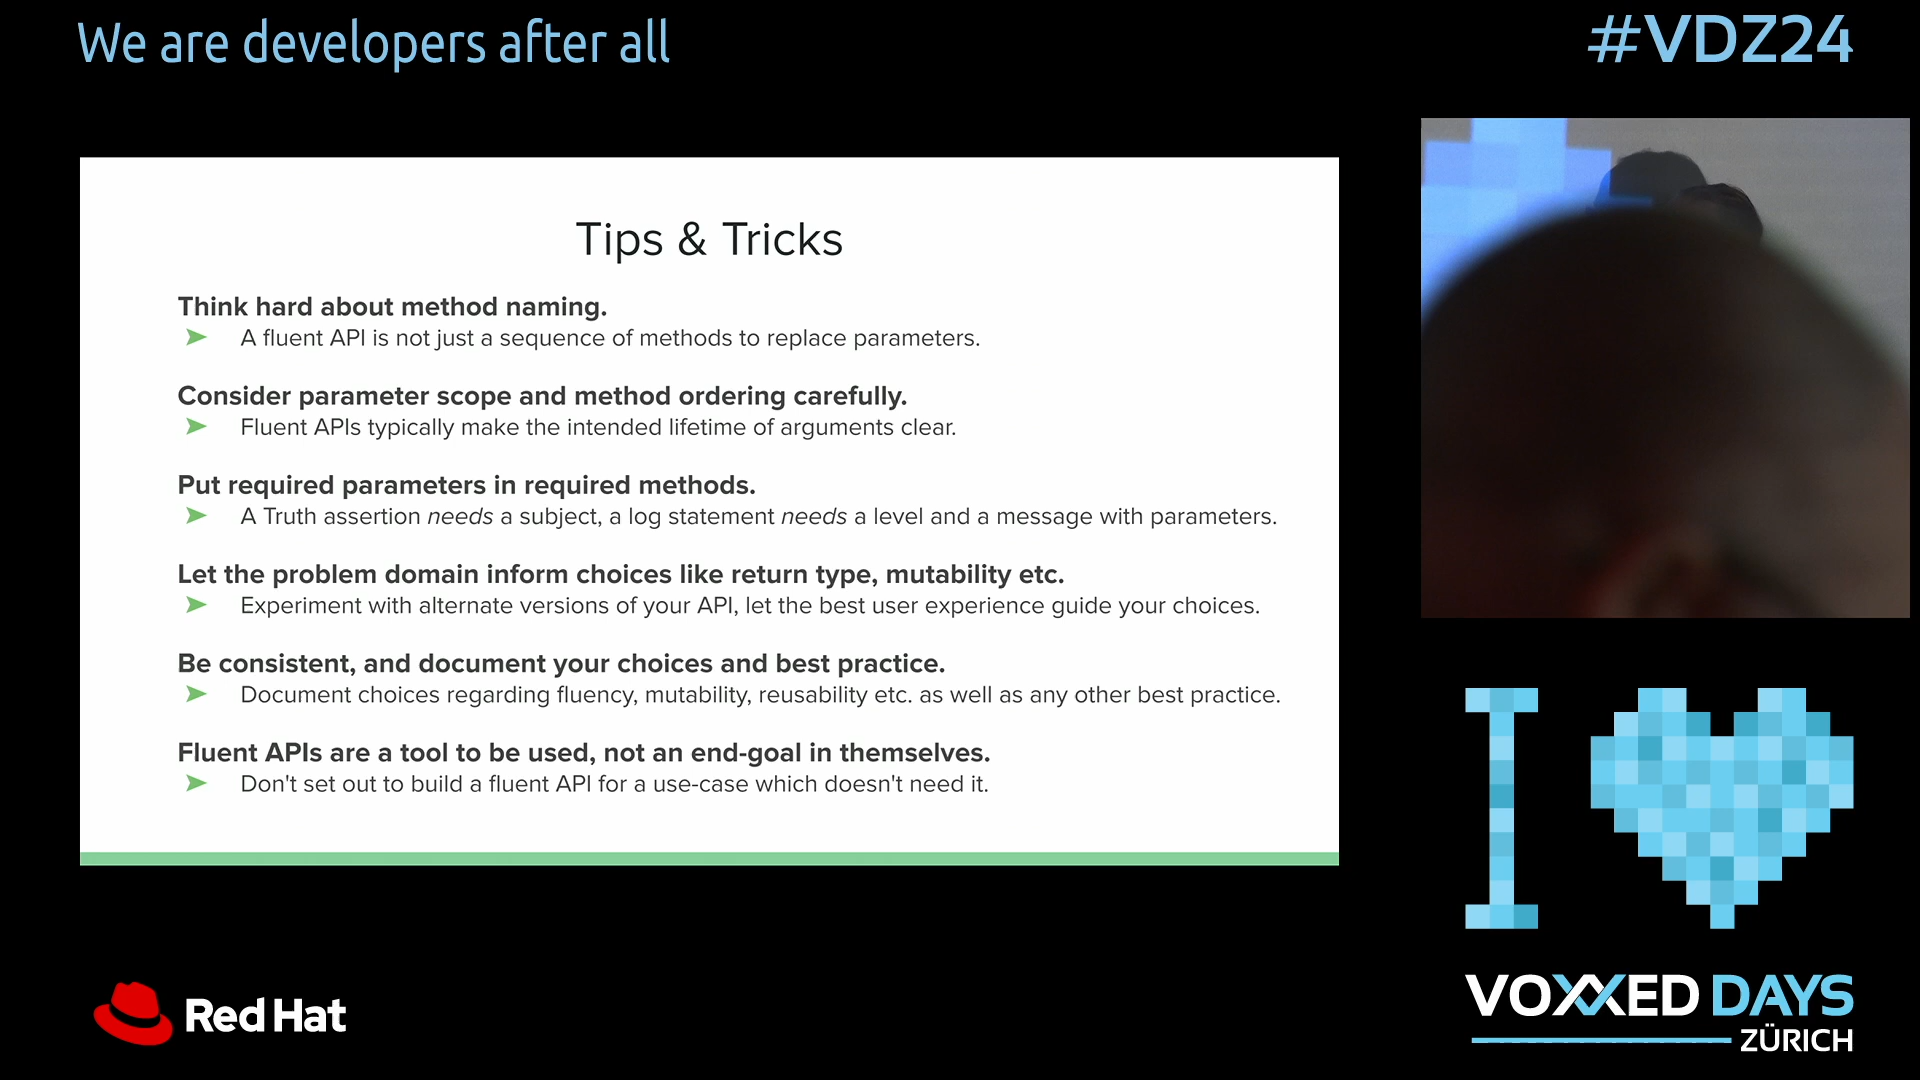 We are developers after all
#VDZ24
Tips & Tricks
Think hard about method naming.
➤ A fluent API is not just a sequence of methods to replace parameters.
Consider parameter scope and method ordering carefully.
➤ Fluent APIs typically make the intended lifetime of arguments clear.
Put required parameters in required methods.
➤ A Truth assertion needs a subject, a log statement needs a level and a message with parameters.
Let the problem domain inform choices like return type, mutability etc.
➤ Experiment with alternate versions of your API, let the best user experience guide your choices.
Be consistent, and document your choices and best practice.
➤ Document choices regarding fluency, mutability, reusability etc. as well as any other best practice.
Fluent APIs are a tool to be used, not an end-goal in themselves.
➤ Don't set out to build a fluent API for a use-case which doesn't need it.
I
Red Hat
VOXXED DAYS
ZÜRICH